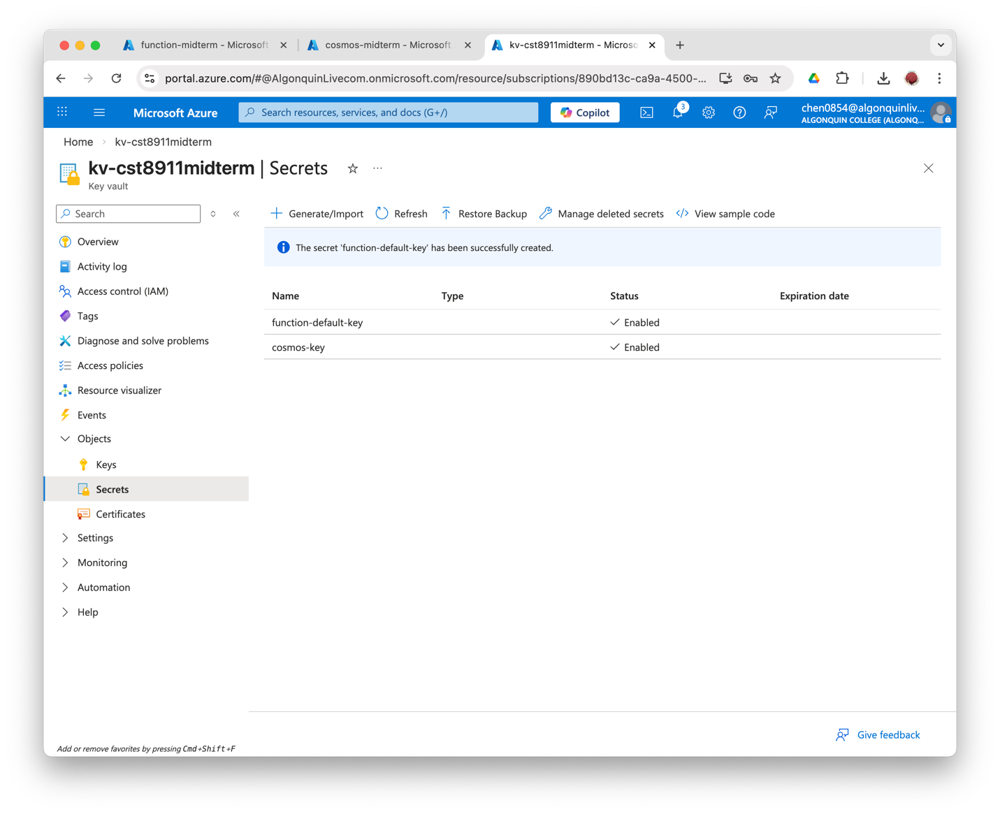 function-midterm - Microsoft
cosmos-midterm - Microsoft
kv-cst8911midterm - Microso
portal.azure.com/#@AlgonquinLivecom.onmicrosoft.com/resource/subscriptions/890bd13c-ca9a-4500-...
Microsoft Azure
Search resources, services, and docs (G+/)
Copilot
3
chen0854@algonquinliv...
ALGONQUIN COLLEGE (ALGONQ...
Home > kv-cst8911midterm
kv-cst8911midterm | Secrets
...
Key vault
Search
Generate/Import
Refresh
Restore Backup
Manage deleted secrets
View sample code
Overview
Activity log
Access control (IAM)
Tags
Diagnose and solve problems
Access policies
Resource visualizer
Events
Objects
Keys
Secrets
Certificates
Settings
Monitoring
Automation
Help
The secret 'function-default-key' has been successfully created.
Name Type Status Expiration date
function-default-key Enabled
cosmos-key Enabled
Give feedback
Add or remove favorites by pressing Cmd+Shift+F